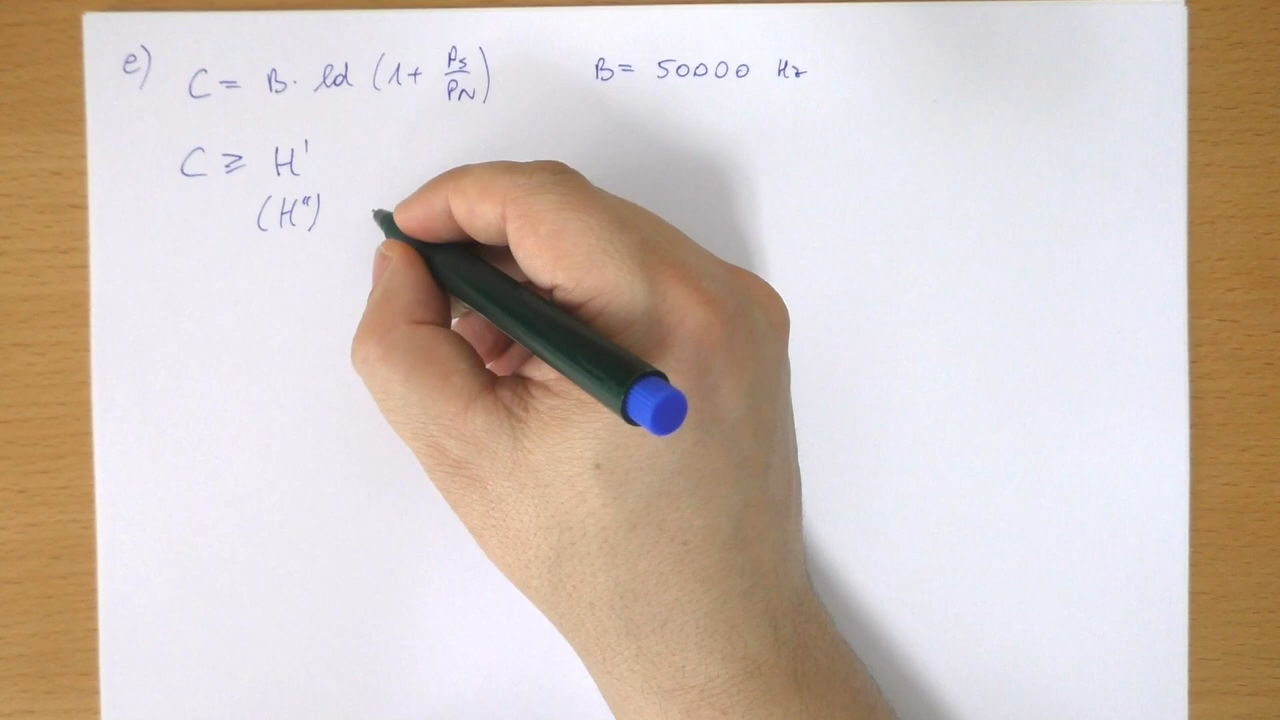 e) C = B · ld (1 + Ps/PN) B = 50000 Hz
C ≥ H'
(H")